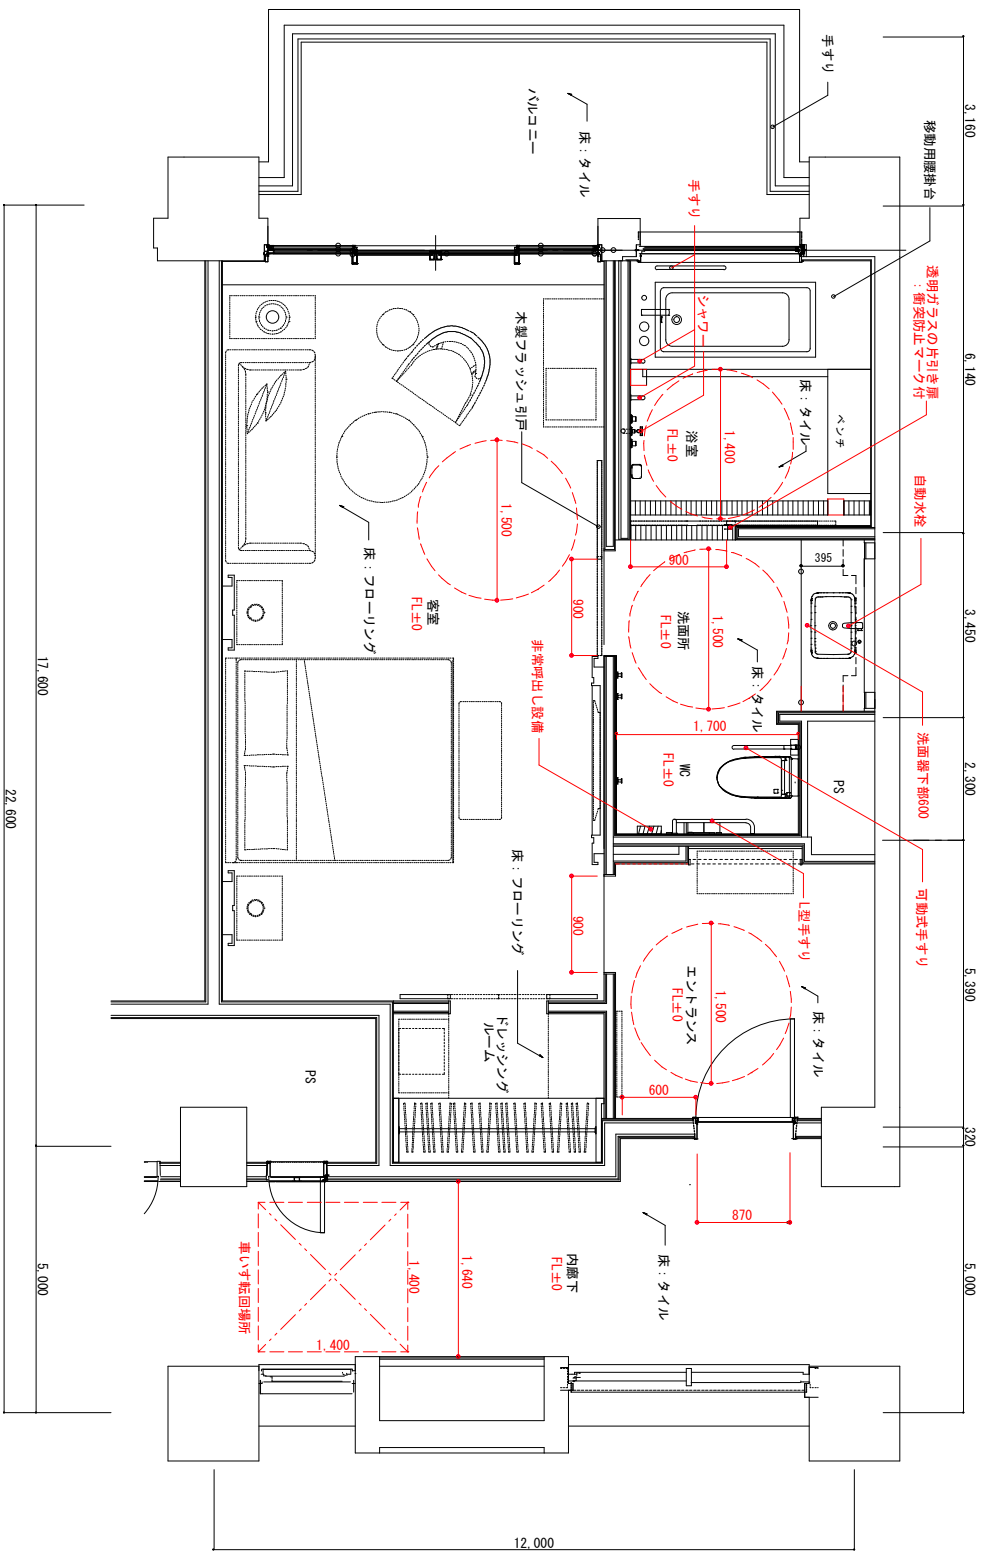 手すり
3,160
移動用腰掛台
バルコニー
床：タイル
手すり
透明ガラスの片引き扉
：衝突防止マーク付
6,140
シャワー
木製フラッシュ引戸
床：タイル
ベンチ
浴室
FL±0
1,400
自動水栓
1,500
床：フローリング
客室
FL±0
900
900
395
洗面所
FL±0
1,500
床：タイル
3,450
17,600
非常呼出し設備
1,700
WC
FL±0
PS
洗面器下部600
2,300
22,600
床：フローリング
900
L型手すり
可動式手すり
エントランス
FL±0
1,500
床：タイル
5,390
ドレッシング
ルーム
PS
600
320
870
車いす転回場所
1,400
1,400
1,640
内廊下
FL±0
床：タイル
5,000
5,000
12,000